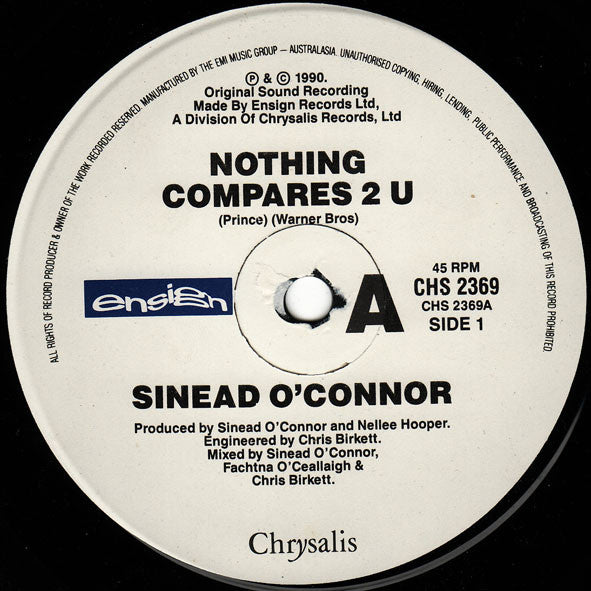 ALL RIGHTS OF RECORD PRODUCER & OWNER OF THE WORK RECORDED RESERVED. MANUFACTURED BY THE EMI MUSIC GROUP – AUSTRALASIA. UNAUTHORISED COPYING, HIRING, LENDING, PUBLIC PERFORMANCE AND BROADCASTING OF THIS RECORD PROHIBITED.
Ⓟ & © 1990.
Original Sound Recording
Made By Ensign Records Ltd,
A Division Of Chrysalis Records, Ltd
NOTHING
COMPARES 2 U
(Prince) (Warner Bros)
ensign
A
45 RPM
CHS 2369
CHS 2369A
SIDE 1
SINEAD O'CONNOR
Produced by Sinead O'Connor and Nellee Hooper.
Engineered by Chris Birkett.
Mixed by Sinead O'Connor,
Fachtna O'Ceallaigh &
Chris Birkett.
Chrysalis